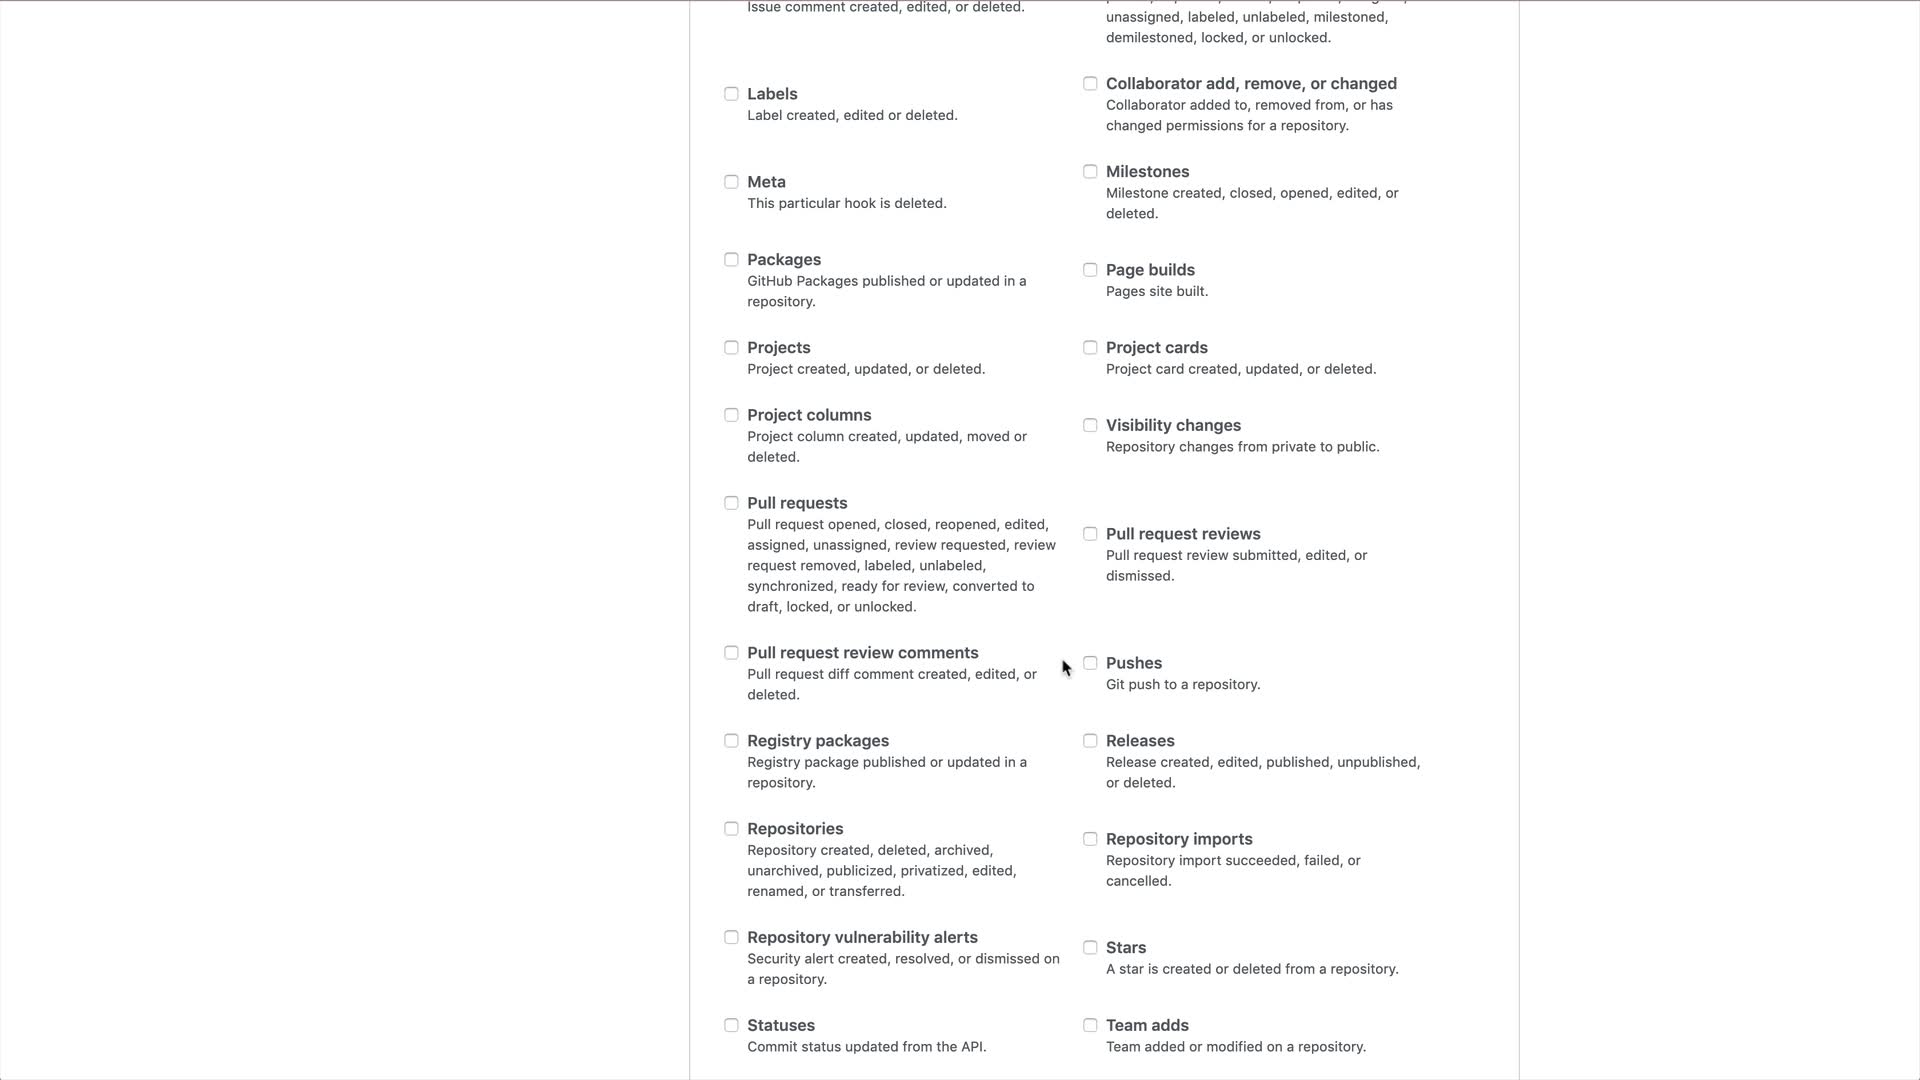 Issue comment created, edited, or deleted.
unassigned, labeled, unlabeled, milestoned,
demilestoned, locked, or unlocked.
Labels
Label created, edited or deleted.
Collaborator add, remove, or changed
Collaborator added to, removed from, or has
changed permissions for a repository.
Meta
This particular hook is deleted.
Milestones
Milestone created, closed, opened, edited, or
deleted.
Packages
GitHub Packages published or updated in a
repository.
Page builds
Pages site built.
Projects
Project created, updated, or deleted.
Project cards
Project card created, updated, or deleted.
Project columns
Project column created, updated, moved or
deleted.
Visibility changes
Repository changes from private to public.
Pull requests
Pull request opened, closed, reopened, edited,
assigned, unassigned, review requested, review
request removed, labeled, unlabeled,
synchronized, ready for review, converted to
draft, locked, or unlocked.
Pull request reviews
Pull request review submitted, edited, or
dismissed.
Pull request review comments
Pull request diff comment created, edited, or
deleted.
Pushes
Git push to a repository.
Registry packages
Registry package published or updated in a
repository.
Releases
Release created, edited, published, unpublished,
or deleted.
Repositories
Repository created, deleted, archived,
unarchived, publicized, privatized, edited,
renamed, or transferred.
Repository imports
Repository import succeeded, failed, or
cancelled.
Repository vulnerability alerts
Security alert created, resolved, or dismissed on
a repository.
Stars
A star is created or deleted from a repository.
Statuses
Commit status updated from the API.
Team adds
Team added or modified on a repository.